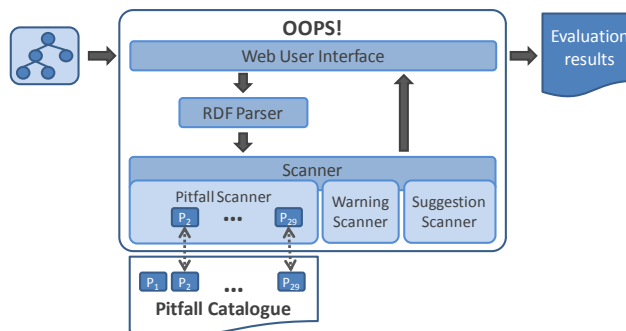 OOPS!
Web User Interface
Evaluation
results
RDF Parser
Scanner
Pitfall Scanner
P2 ... P29
Warning
Scanner
Suggestion
Scanner
P1 P2 ... P29
Pitfall Catalogue